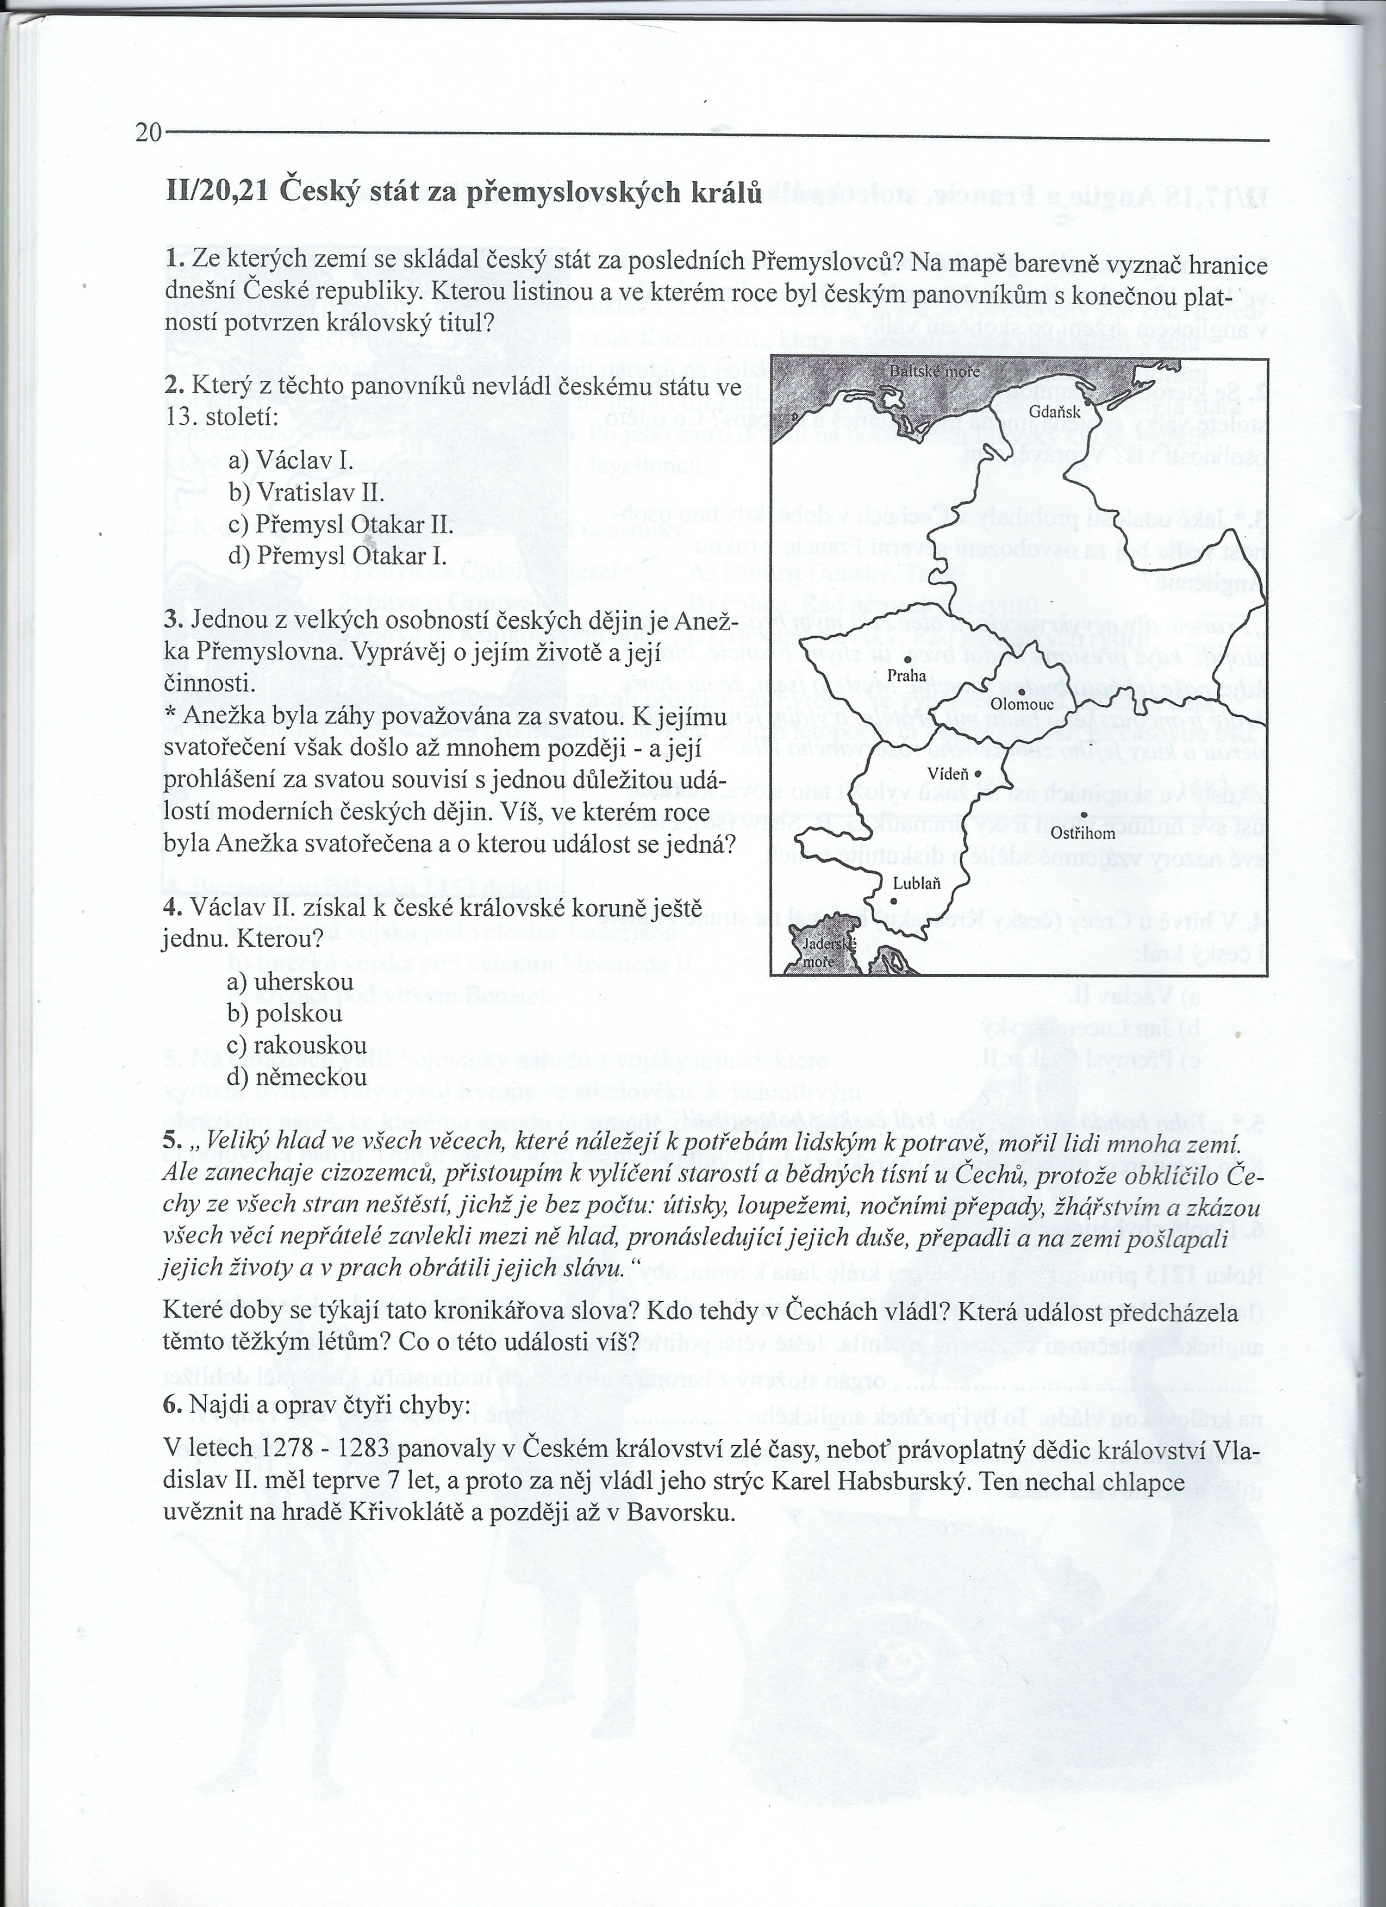 20
II/20,21 Český stát za přemyslovských králů
1. Ze kterých zemí se skládal český stát za posledních Přemyslovců? Na mapě barevně vyznač hranice
dnešní České republiky. Kterou listinou a ve kterém roce byl českým panovníkům s konečnou plat-
ností potvrzen královský titul?
2. Který z těchto panovníků nevládl českému státu ve
13. století:
a) Václav I.
b) Vratislav II.
c) Přemysl Otakar II.
d) Přemysl Otakar I.
3. Jednou z velkých osobností českých dějin je Anež-
ka Přemyslovna. Vyprávěj o jejím životě a její
činnosti.
* Anežka byla záhy považována za svatou. K jejímu
svatořečení však došlo až mnohem později - a její
prohlášení za svatou souvisí s jednou důležitou udá-
lostí moderních českých dějin. Víš, ve kterém roce
byla Anežka svatořečena a o kterou událost se jedná?
4. Václav II. získal k české královské koruně ještě
jednu. Kterou?
a) uherskou
b) polskou
c) rakouskou
d) německou
Baltské moře
Gdaňsk
Praha
Olomouc
Vídeň
Ostřihom
Lublaň
Jaderské
moře
5. „Veliký hlad ve všech věcech, které náležejí k potřebám lidským k potravě, mořil lidi mnoha zemí.
Ale zanechaje cizozemců, přistoupím k vylíčení starostí a bědných tísní u Čechů, protože obklíčilo Če-
chy ze všech stran neštěstí, jichž je bez počtu: útisky, loupežemi, nočními přepady, žhářstvím a zkázou
všech věcí nepřátelé zavlekli mezi ně hlad, pronásledující jejich duše, přepadli a na zemi pošlapali
jejich životy a v prach obrátili jejich slávu.“
Které doby se týkají tato kronikářova slova? Kdo tehdy v Čechách vládl? Která událost předcházela
těmto těžkým létům? Co o této události víš?
6. Najdi a oprav čtyři chyby:
V letech 1278 - 1283 panovaly v Českém království zlé časy, neboť právoplatný dědic království Vla-
dislav II. měl teprve 7 let, a proto za něj vládl jeho strýc Karel Habsburský. Ten nechal chlapce
uvěznit na hradě Křivoklátě a později až v Bavorsku.